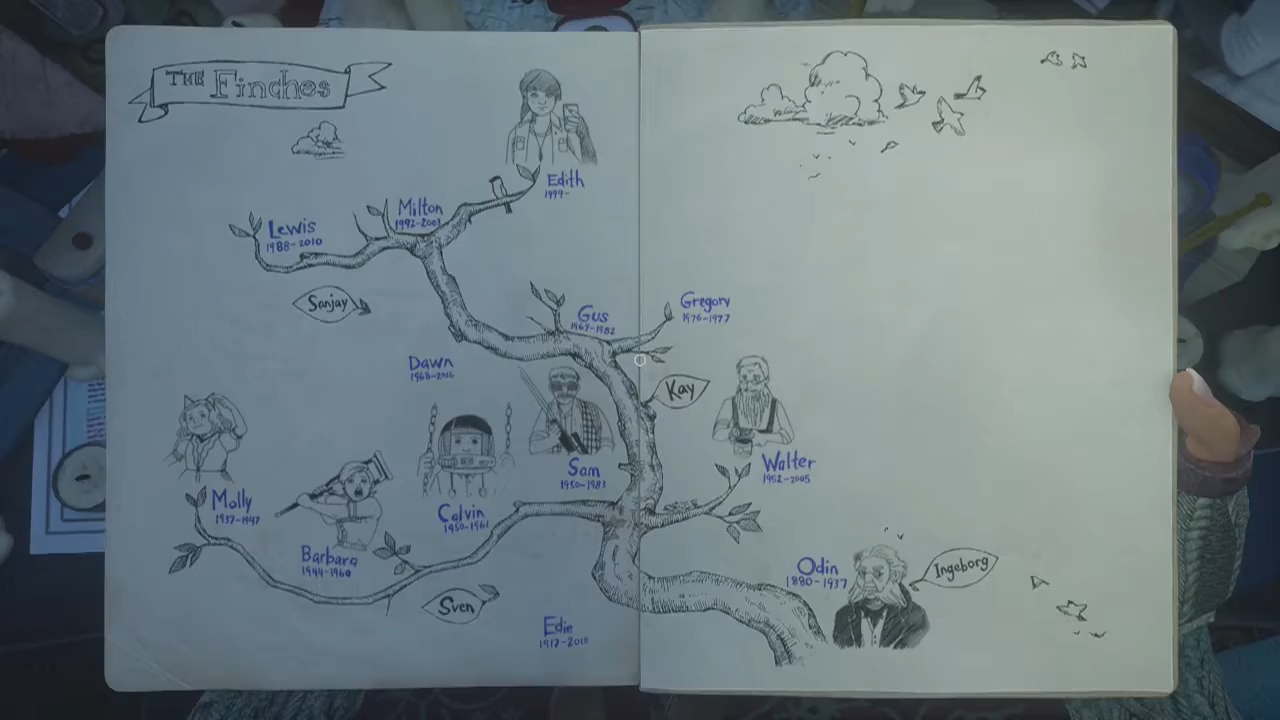 THE Finches
Edith
1999-
Milton
1992-2003
Lewis
1988-2010
Sanjay
Gregory
1976-1977
Gus
1969-1982
Dawn
1968-2016
Kay
Walter
1952-2005
Sam
1950-1983
Calvin
1950-1961
Molly
1937-1947
Barbara
1944-1960
Sven
Odin
1880-1937
Ingeborg
Edie
1917-2010